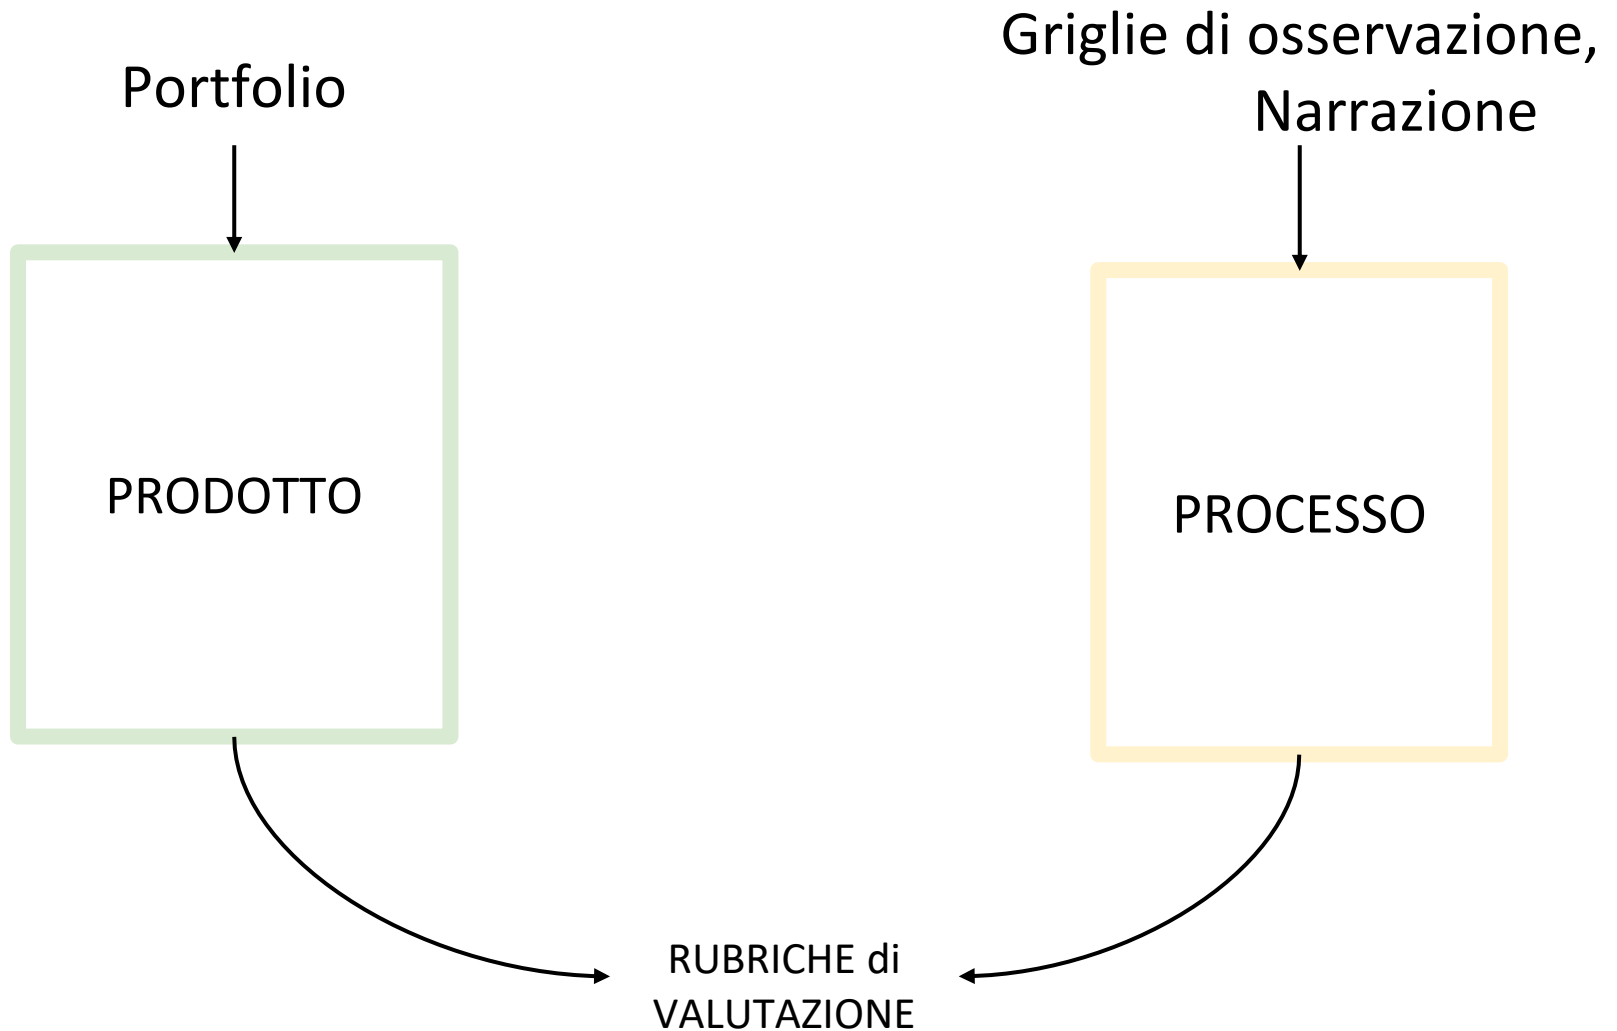 Portfolio
Griglie di osservazione,
Narrazione
PRODOTTO
PROCESSO
RUBRICHE di
VALUTAZIONE